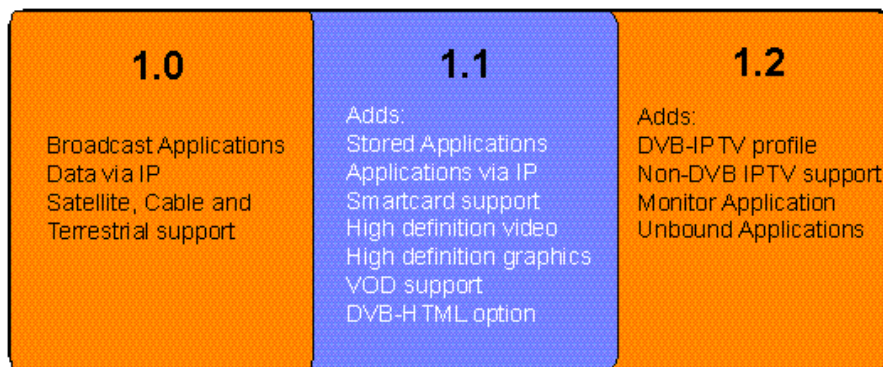 1.0
Broadcast Applications
Data via IP
Satellite, Cable and
Terrestrial support
1.1
Adds:
Stored Applications
Applications via IP
Smartcard support
High definition video
High definition graphics
VOD support
DVB-HTML option
1.2
Adds:
DVB-IPTV profile
Non-DVB IPTV support
Monitor Application
Unbound Applications